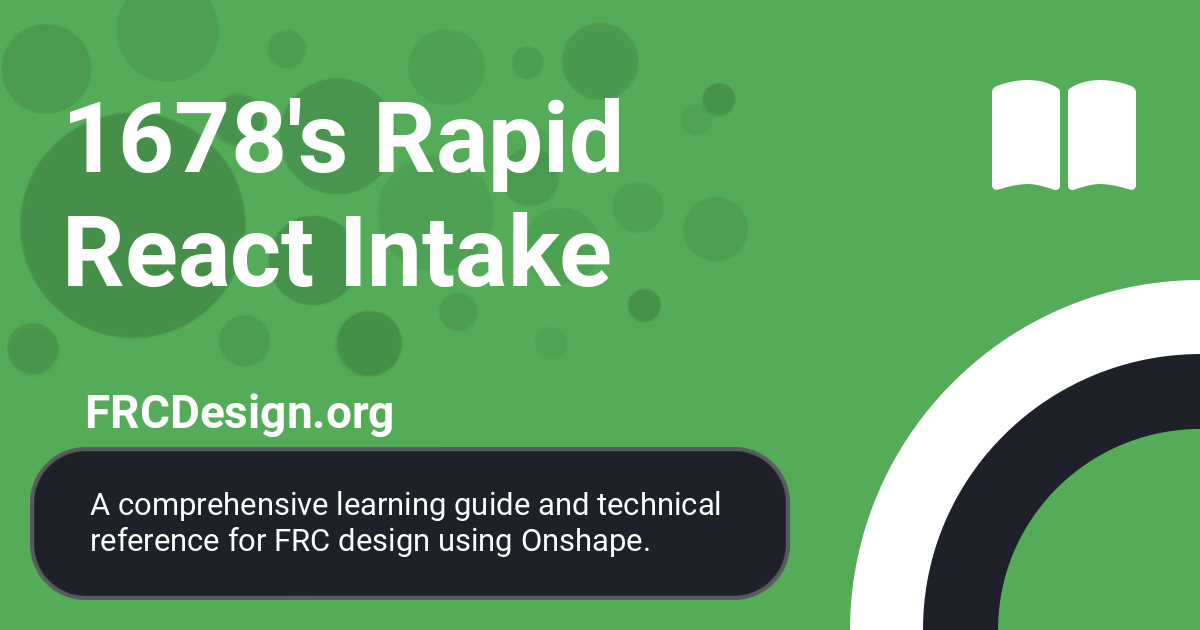 1678's Rapid
React Intake
FRCDesign.org
A comprehensive learning guide and technical
reference for FRC design using Onshape.